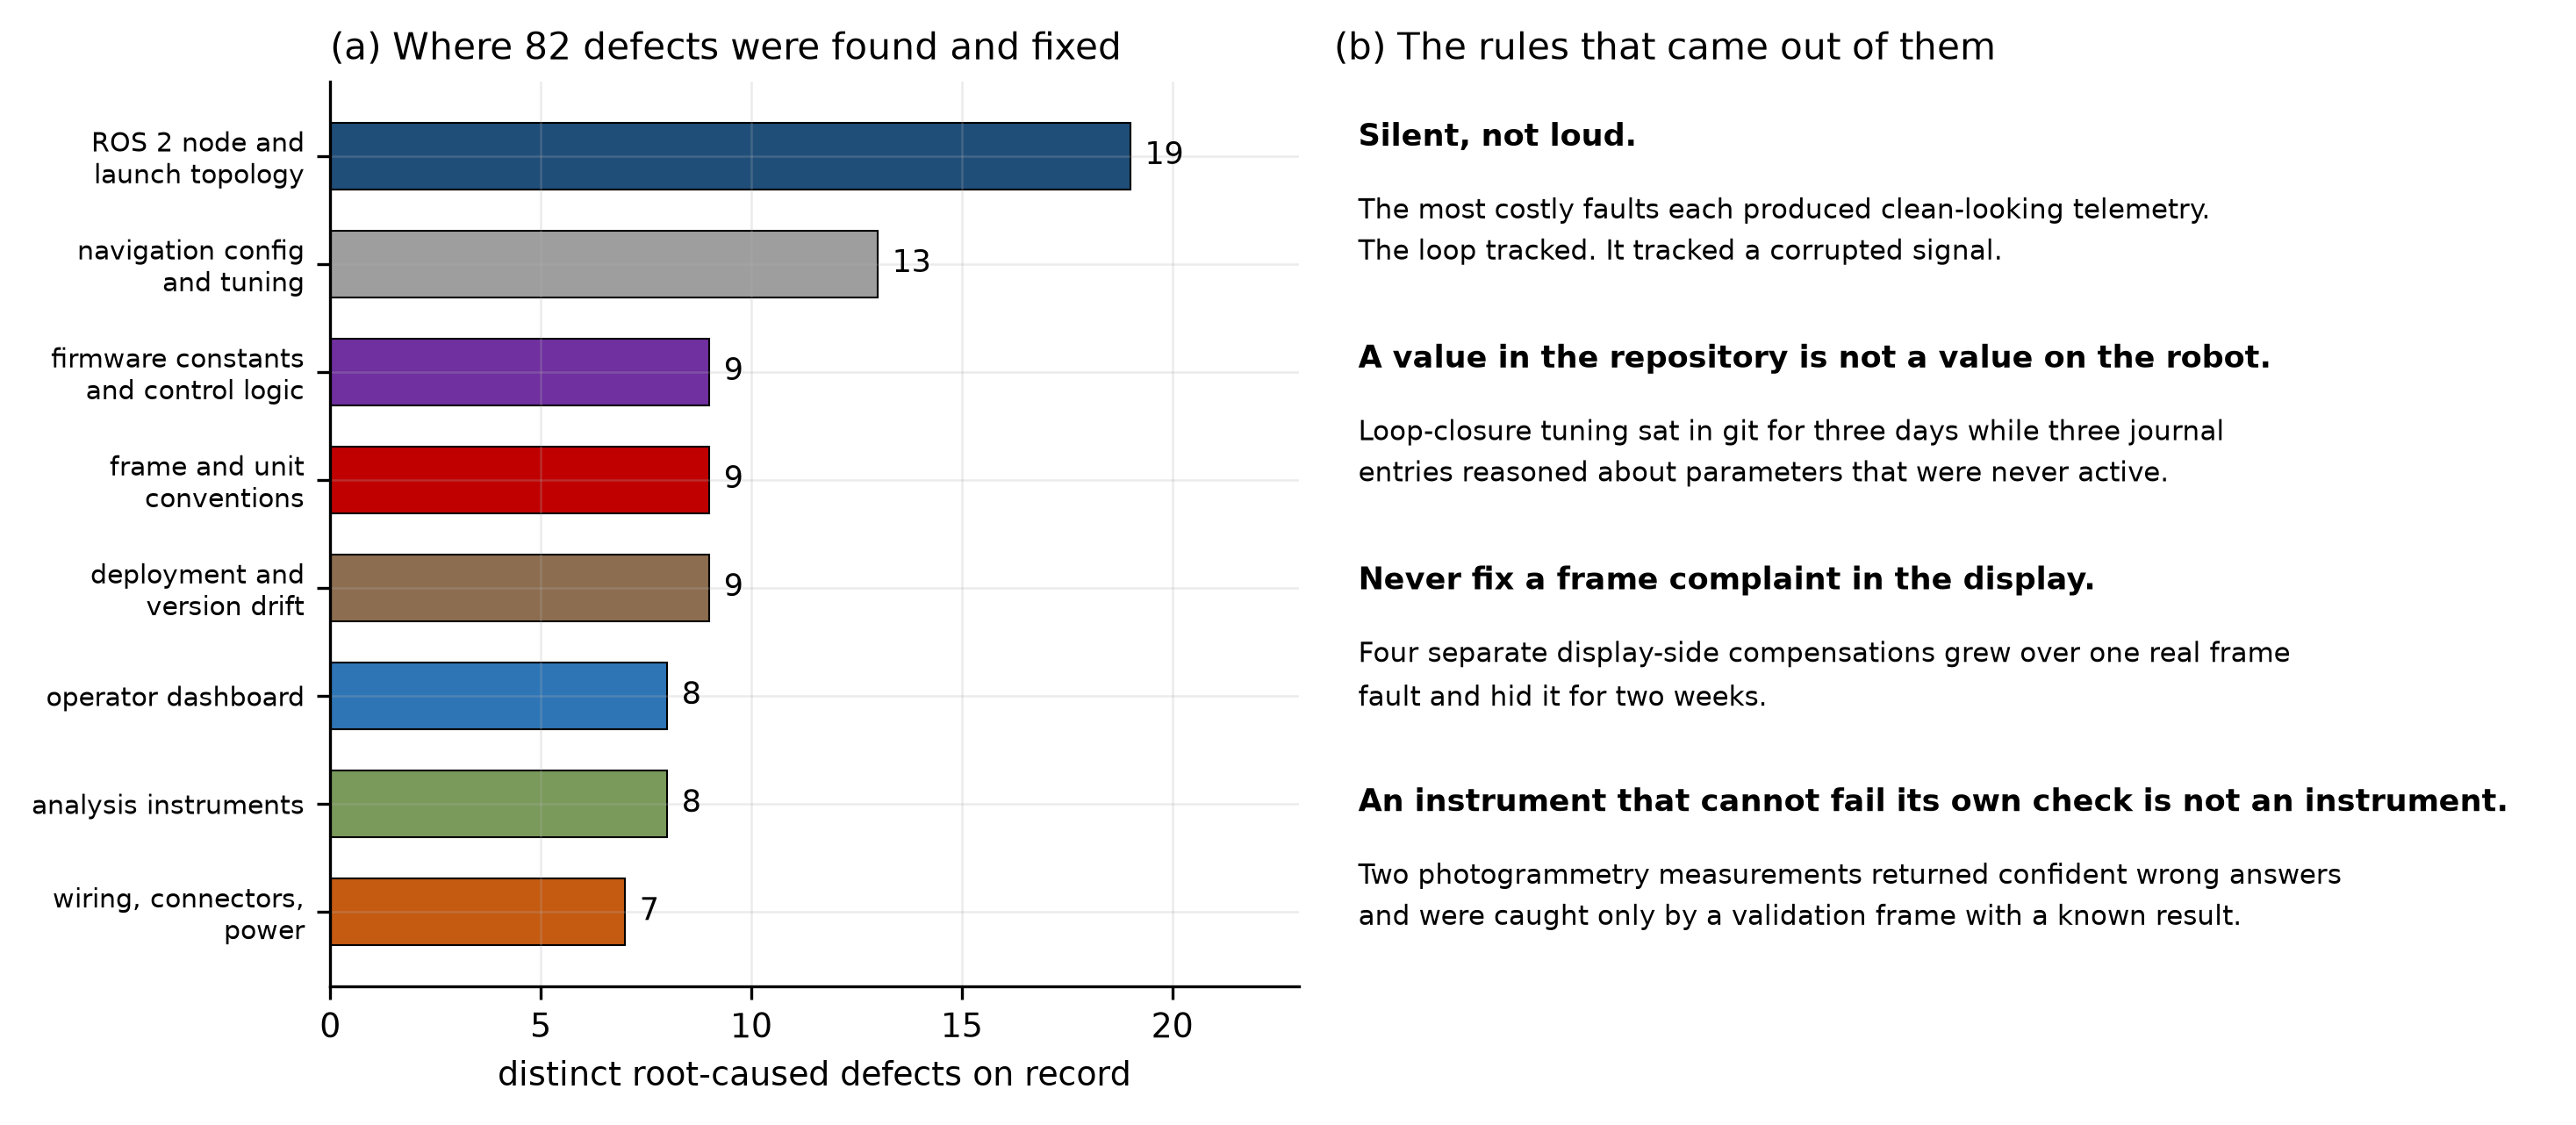 (a) Where 82 defects were found and fixed
ROS 2 node and
launch topology
19
navigation config
and tuning
13
firmware constants
and control logic
9
frame and unit
conventions
9
deployment and
version drift
9
operator dashboard
8
analysis instruments
8
wiring, connectors,
power
7
0 5 10 15 20
distinct root-caused defects on record
(b) The rules that came out of them
Silent, not loud.
The most costly faults each produced clean-looking telemetry.
The loop tracked. It tracked a corrupted signal.
A value in the repository is not a value on the robot.
Loop-closure tuning sat in git for three days while three journal
entries reasoned about parameters that were never active.
Never fix a frame complaint in the display.
Four separate display-side compensations grew over one real frame
fault and hid it for two weeks.
An instrument that cannot fail its own check is not an instrument.
Two photogrammetry measurements returned confident wrong answers
and were caught only by a validation frame with a known result.